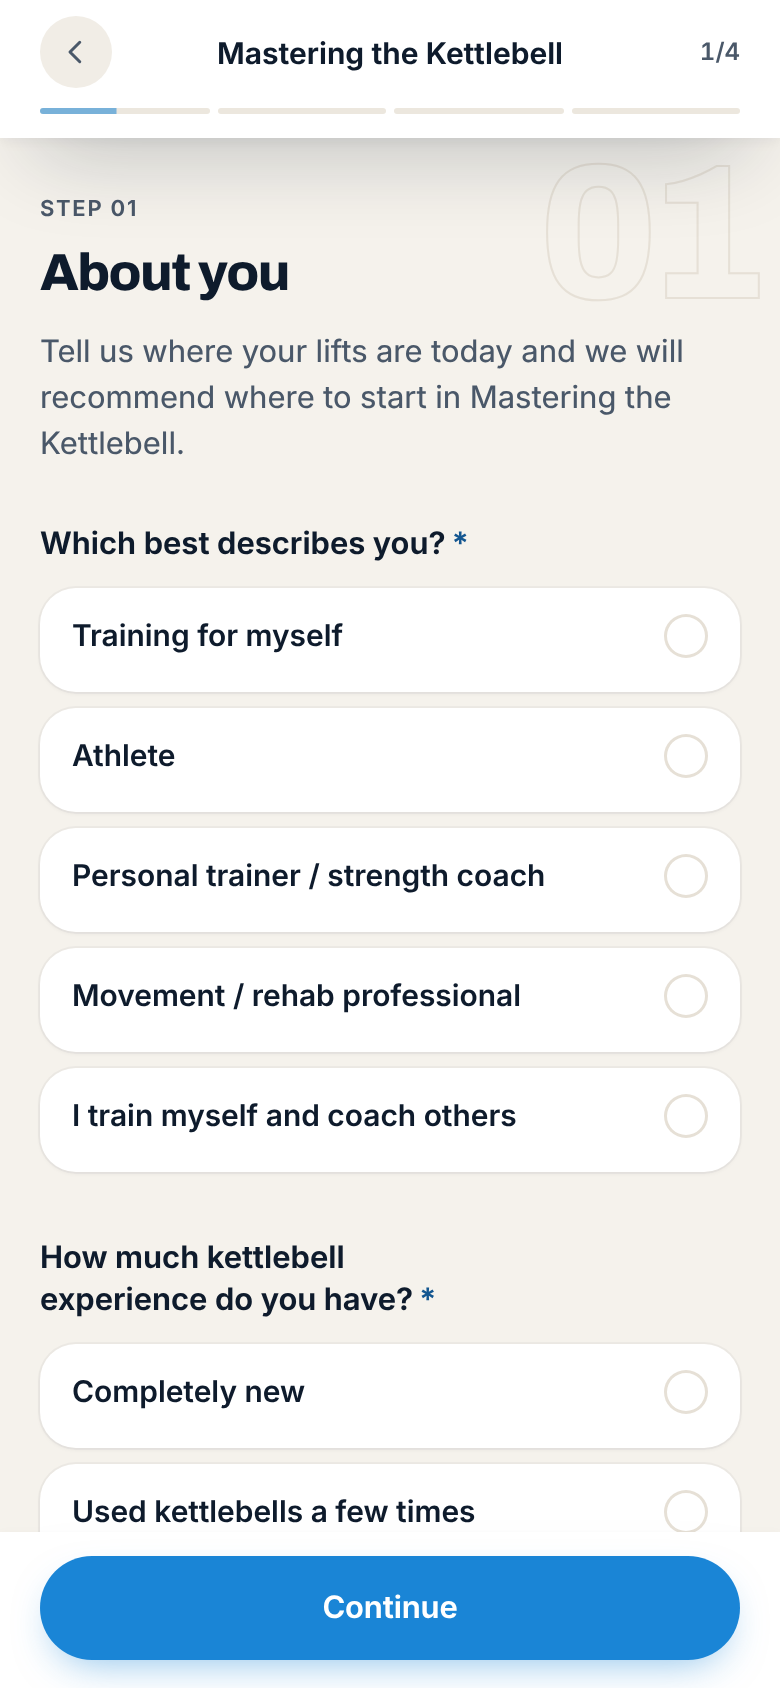 Mastering the Kettlebell
1/4
01
STEP 01
About you
Tell us where your lifts are today and we will
recommend where to start in Mastering the
Kettlebell.
Which best describes you? *
Training for myself
Athlete
Personal trainer / strength coach
Movement / rehab professional
I train myself and coach others
How much kettlebell
experience do you have? *
Completely new
Used kettlebells a few times
Continue